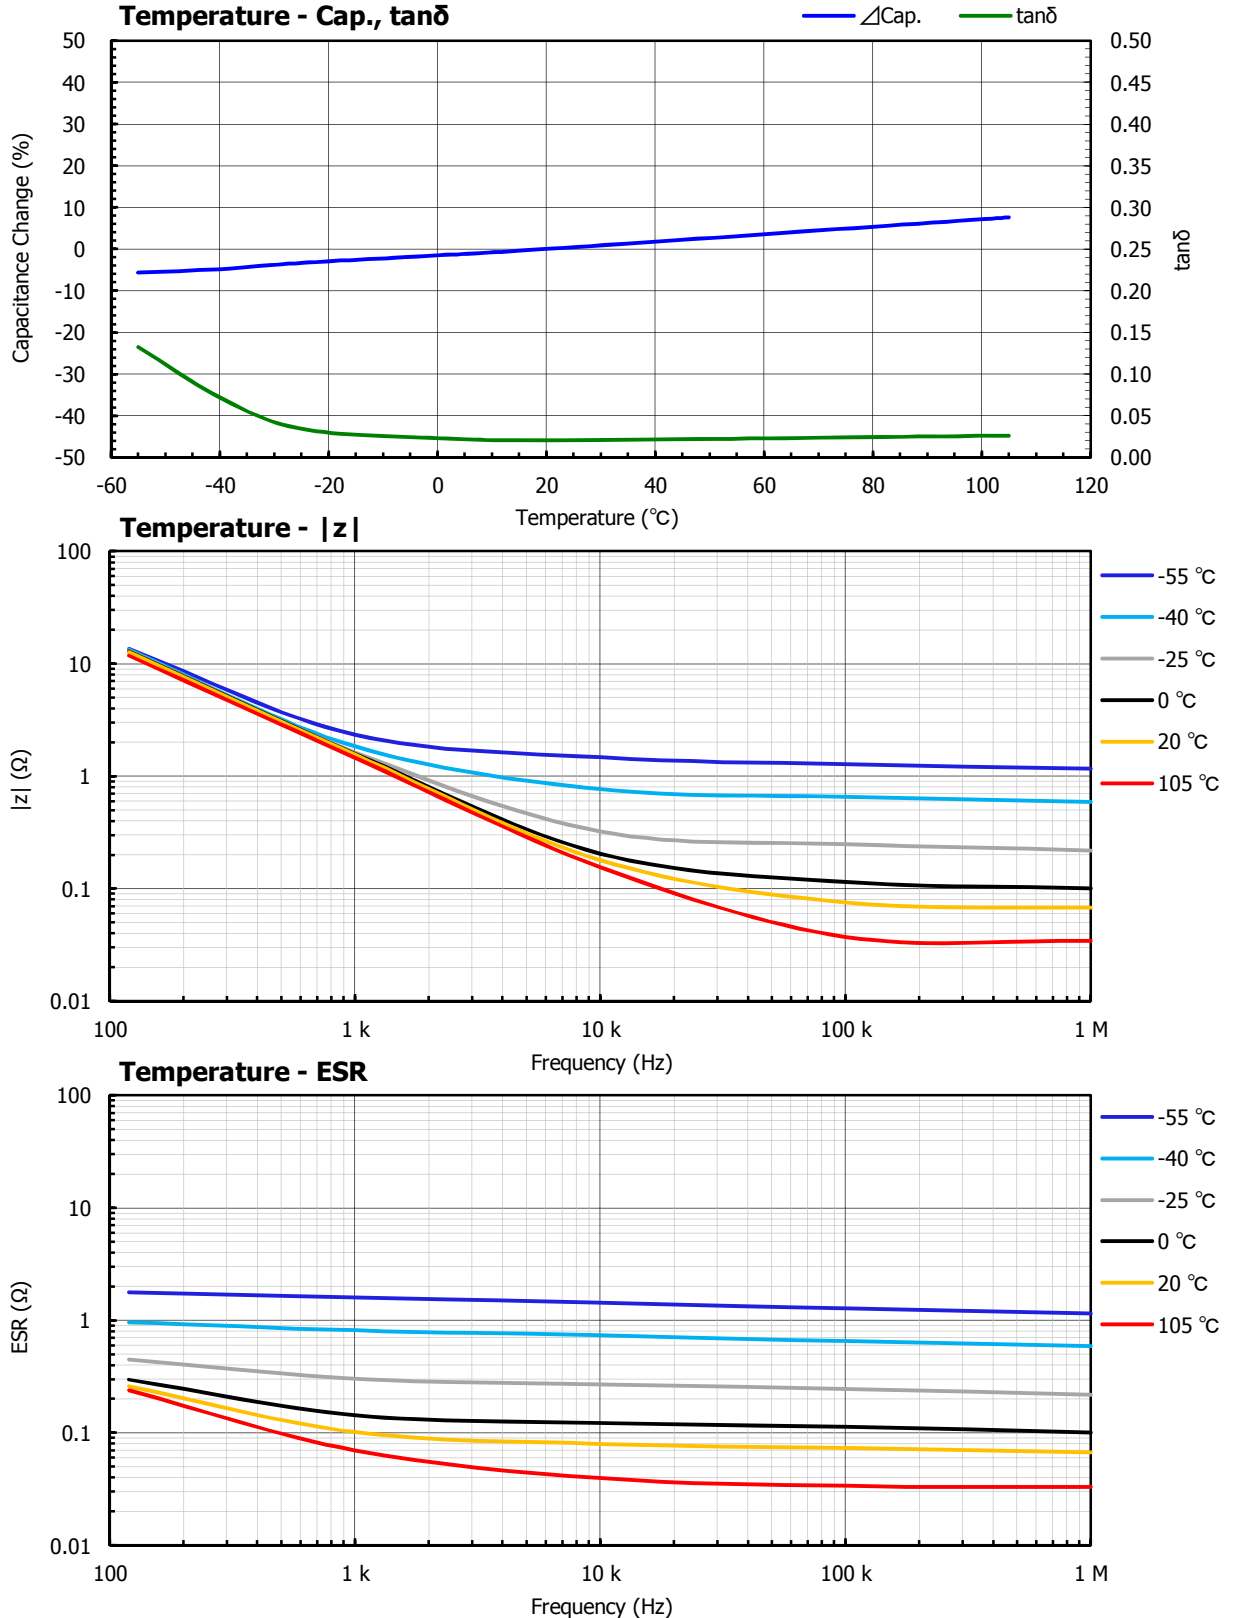 Temperature - Cap., tanδ
⊿Cap. tanδ
50 0.50
40 0.45
30 0.40
20 0.35
10 0.30
0 0.25
-10 0.20
-20 0.15
-30 0.10
-40 0.05
-50 0.00
Capacitance Change (%)
tanδ
-60 -40 -20 0 20 40 60 80 100 120
Temperature (℃)
Temperature - |z|
100
10
1
0.1
0.01
|z| (Ω)
-55 ℃
-40 ℃
-25 ℃
0 ℃
20 ℃
105 ℃
100 1 k 10 k 100 k 1 M
Frequency (Hz)
Temperature - ESR
100
10
1
0.1
0.01
ESR (Ω)
-55 ℃
-40 ℃
-25 ℃
0 ℃
20 ℃
105 ℃
100 1 k 10 k 100 k 1 M
Frequency (Hz)